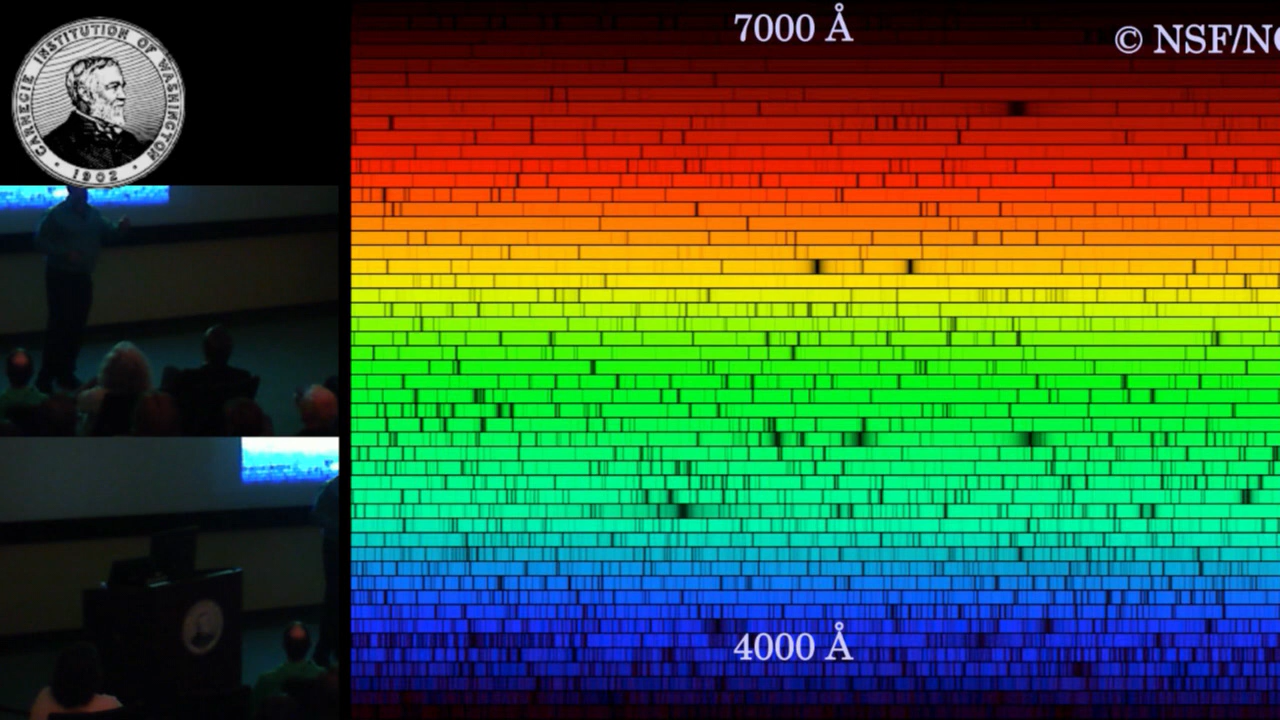 CARNEGIE INSTITUTION OF WASHINGTON
• 1902 •
7000 Å
© NSF/NO
4000 Å